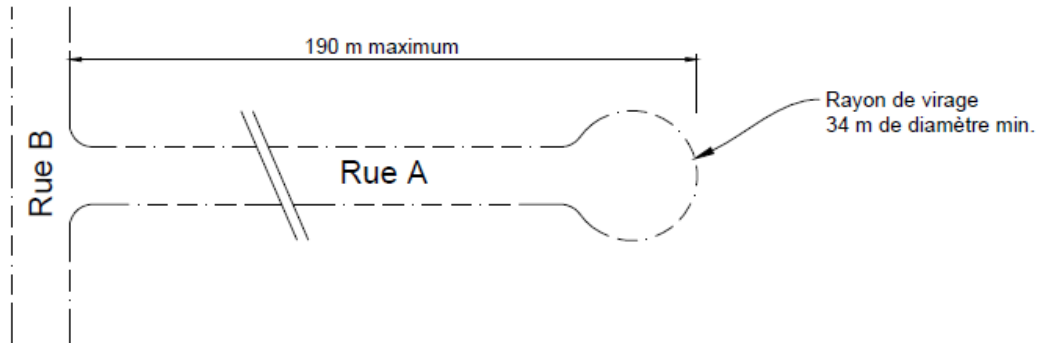 190 m maximum
Rayon de virage
34 m de diamètre min.
Rue B
Rue A